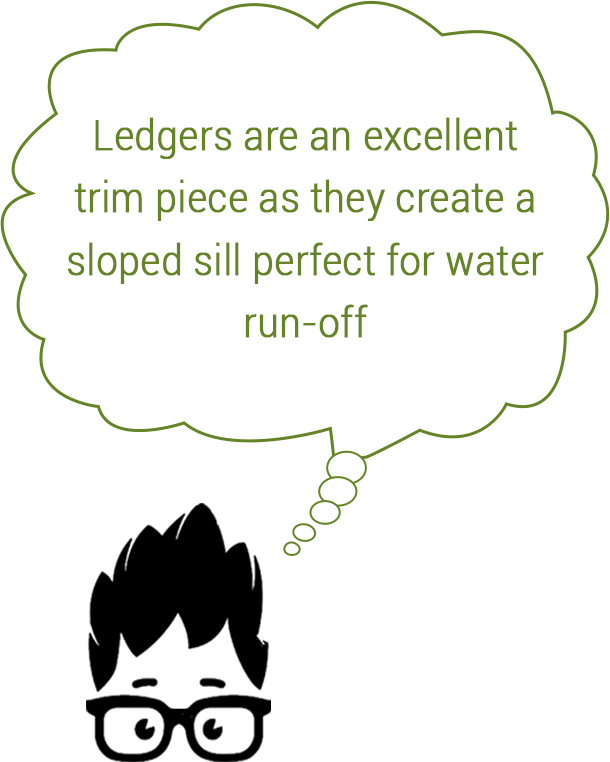 Ledgers are an excellent
trim piece as they create a
sloped sill perfect for water
run-off